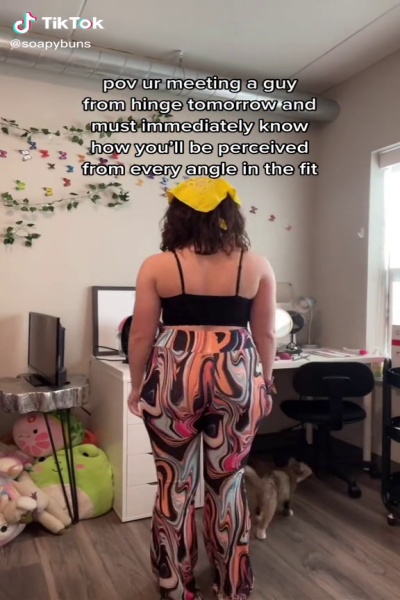 TikTok
@soapybuns
pov ur meeting a guy
from hinge tomorrow and
must immediately know
how you'll be perceived
from every angle in the fit